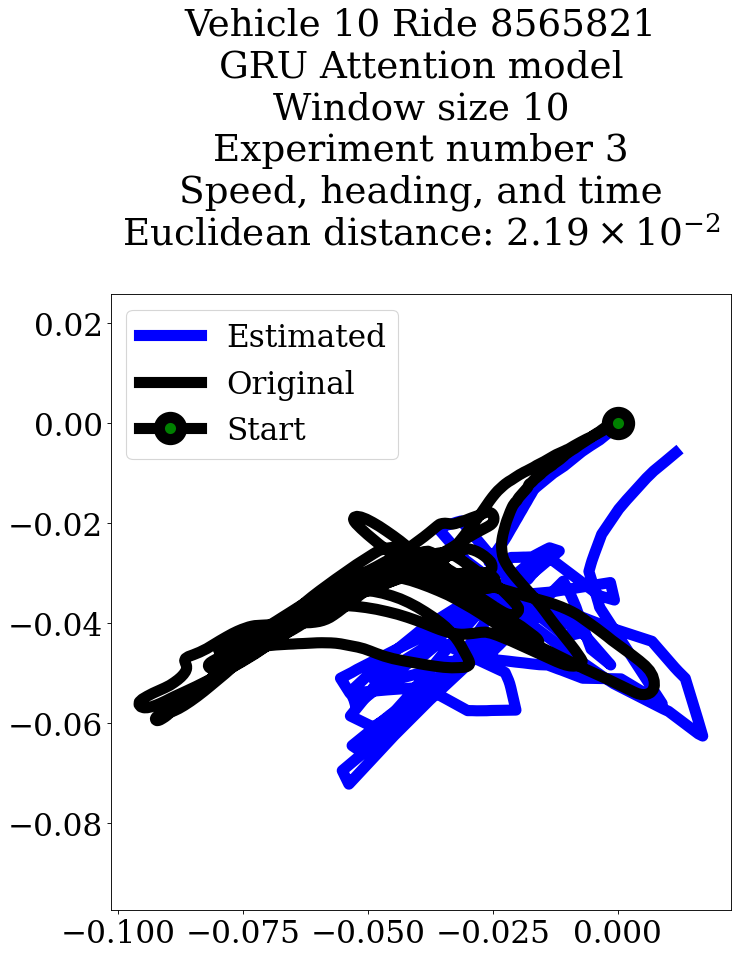 Vehicle 10 Ride 8565821
GRU Attention model
Window size 10
Experiment number 3
Speed, heading, and time
Euclidean distance: 2.19 × 10⁻²
Estimated
Original
Start
0.02
0.00
−0.02
−0.04
−0.06
−0.08
−0.100 −0.075 −0.050 −0.025 0.000